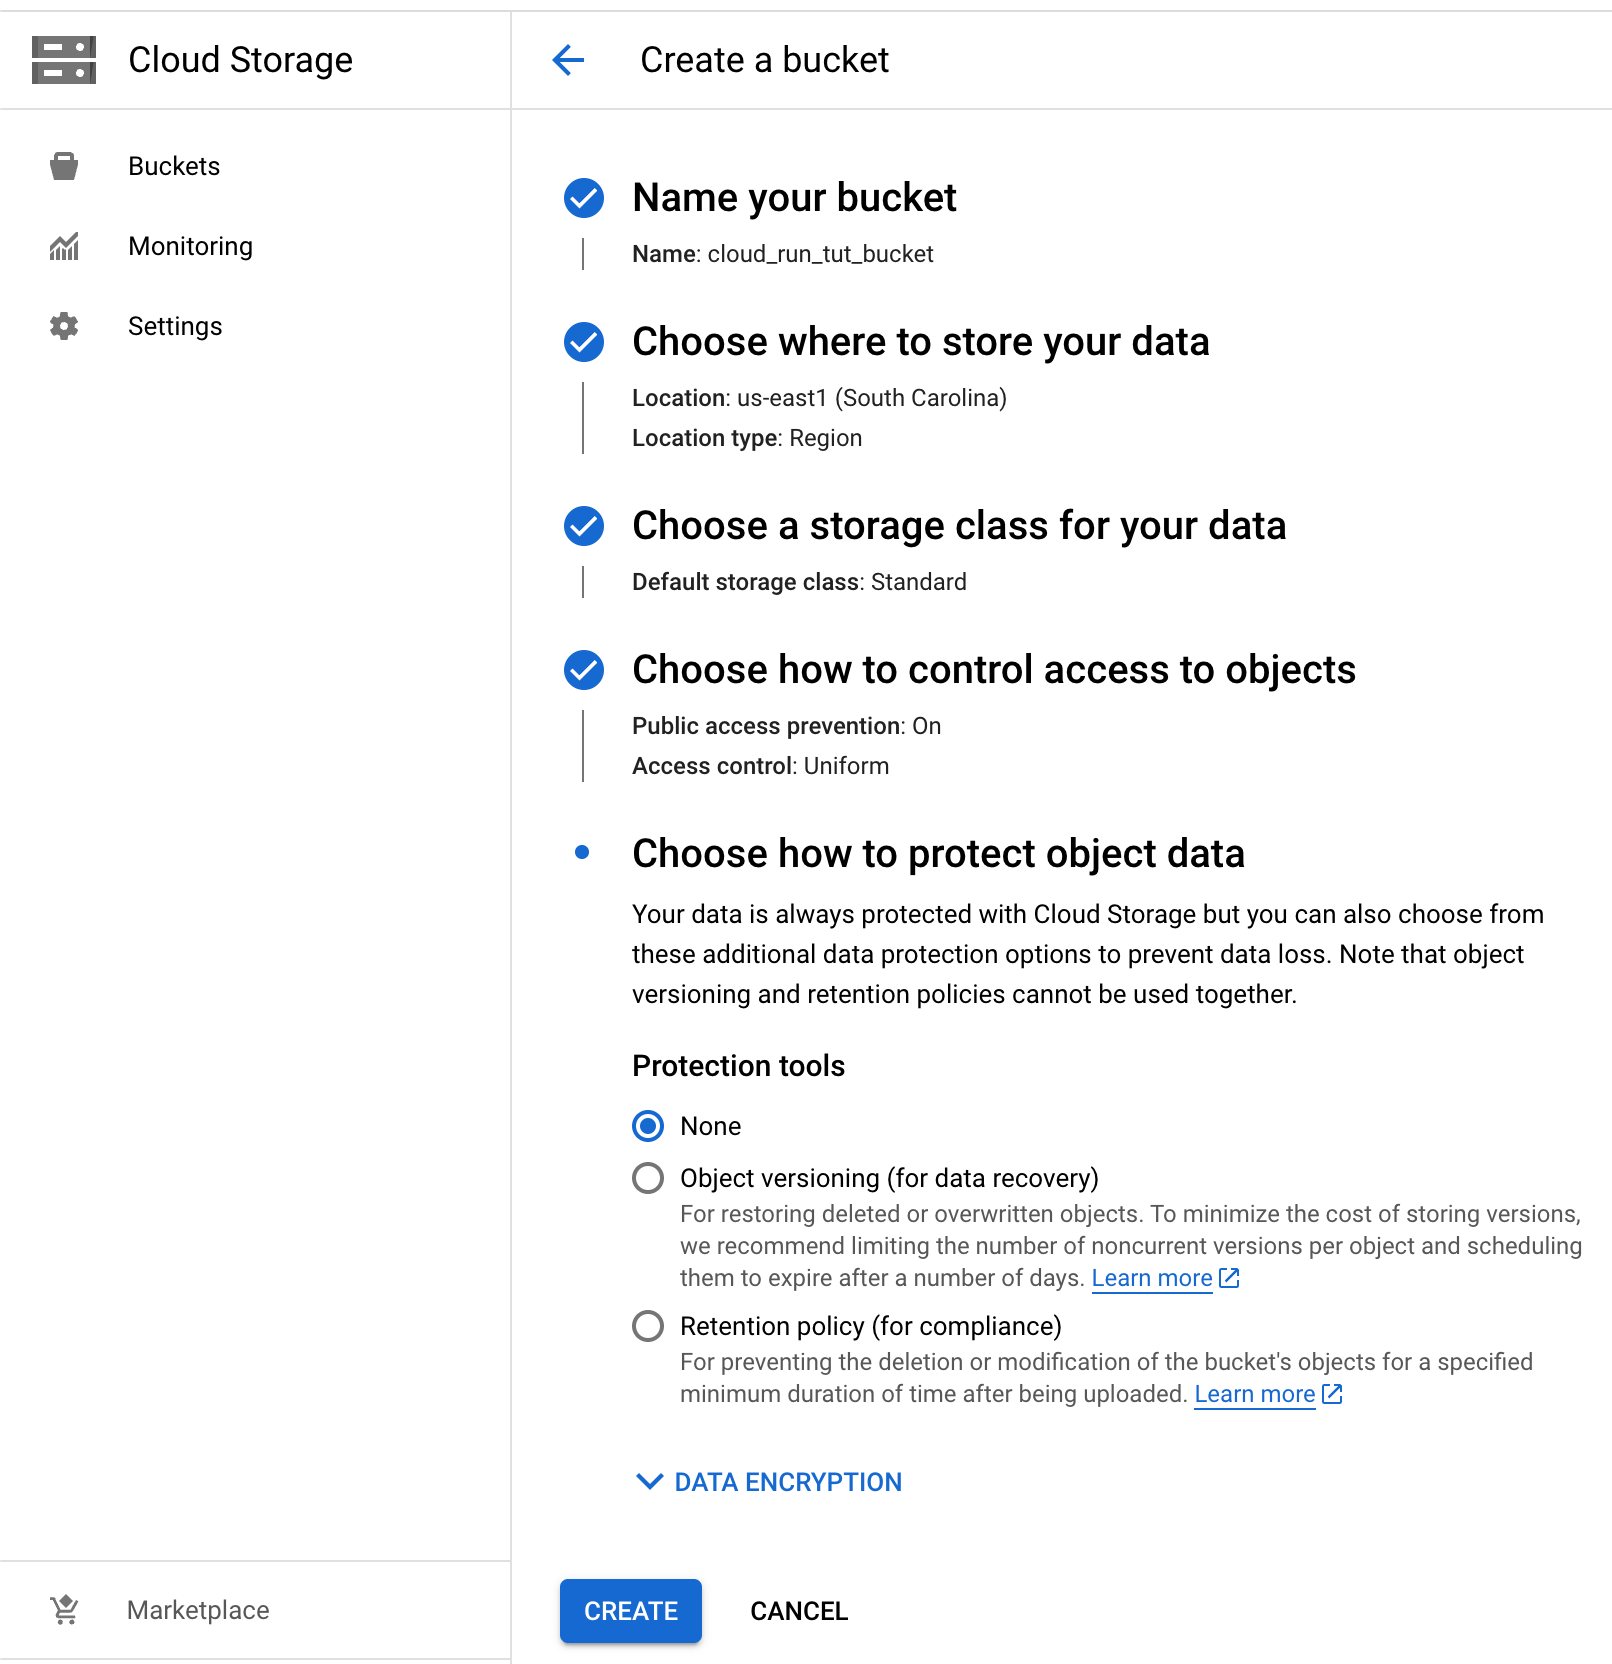 Cloud Storage
Create a bucket
Buckets
Monitoring
Settings
Name your bucket
Name: cloud_run_tut_bucket
Choose where to store your data
Location: us-east1 (South Carolina)
Location type: Region
Choose a storage class for your data
Default storage class: Standard
Choose how to control access to objects
Public access prevention: On
Access control: Uniform
Choose how to protect object data
Your data is always protected with Cloud Storage but you can also choose from
these additional data protection options to prevent data loss. Note that object
versioning and retention policies cannot be used together.
Protection tools
None
Object versioning (for data recovery)
For restoring deleted or overwritten objects. To minimize the cost of storing versions,
we recommend limiting the number of noncurrent versions per object and scheduling
them to expire after a number of days. Learn more
Retention policy (for compliance)
For preventing the deletion or modification of the bucket's objects for a specified
minimum duration of time after being uploaded. Learn more
DATA ENCRYPTION
Marketplace
CREATE
CANCEL